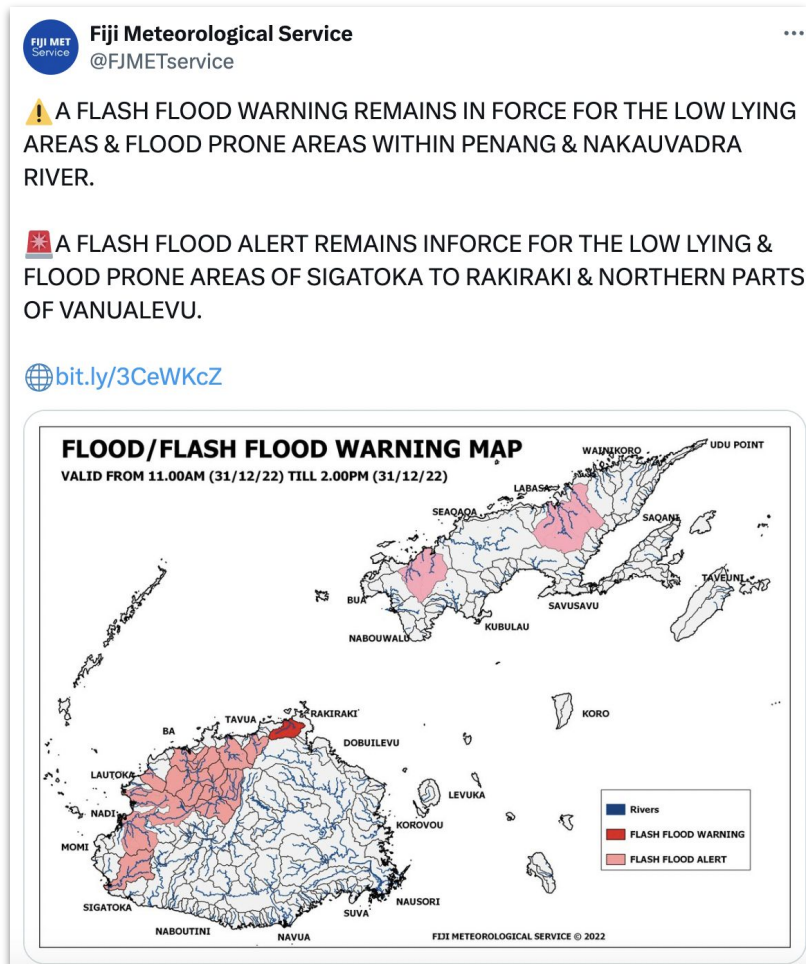 FIJI MET
Service
Fiji Meteorological Service
@FJMETservice
⚠️A FLASH FLOOD WARNING REMAINS IN FORCE FOR THE LOW LYING
AREAS & FLOOD PRONE AREAS WITHIN PENANG & NAKAUVADRA
RIVER.
🚨A FLASH FLOOD ALERT REMAINS INFORCE FOR THE LOW LYING &
FLOOD PRONE AREAS OF SIGATOKA TO RAKIRAKI & NORTHERN PARTS
OF VANUALEVU.
🌐bit.ly/3CeWKcZ
FLOOD/FLASH FLOOD WARNING MAP
VALID FROM 11.00AM (31/12/22) TILL 2.00PM (31/12/22)
UDU POINT
WAINIKORO
LABASA
SEAQAQA
SAQANI
TAVEUNI
BUA
SAVUSAVU
KUBULAU
NABOUWALU
KORO
RAKIRAKI
TAVUA
BA
DOBUILEVU
LAUTOKA
LEVUKA
NADI
KOROVOU
MOMI
Rivers
FLASH FLOOD WARNING
FLASH FLOOD ALERT
NAUSORI
SIGATOKA
SUVA
NABOUTINI
NAVUA
FIJI METEOROLOGICAL SERVICE © 2022